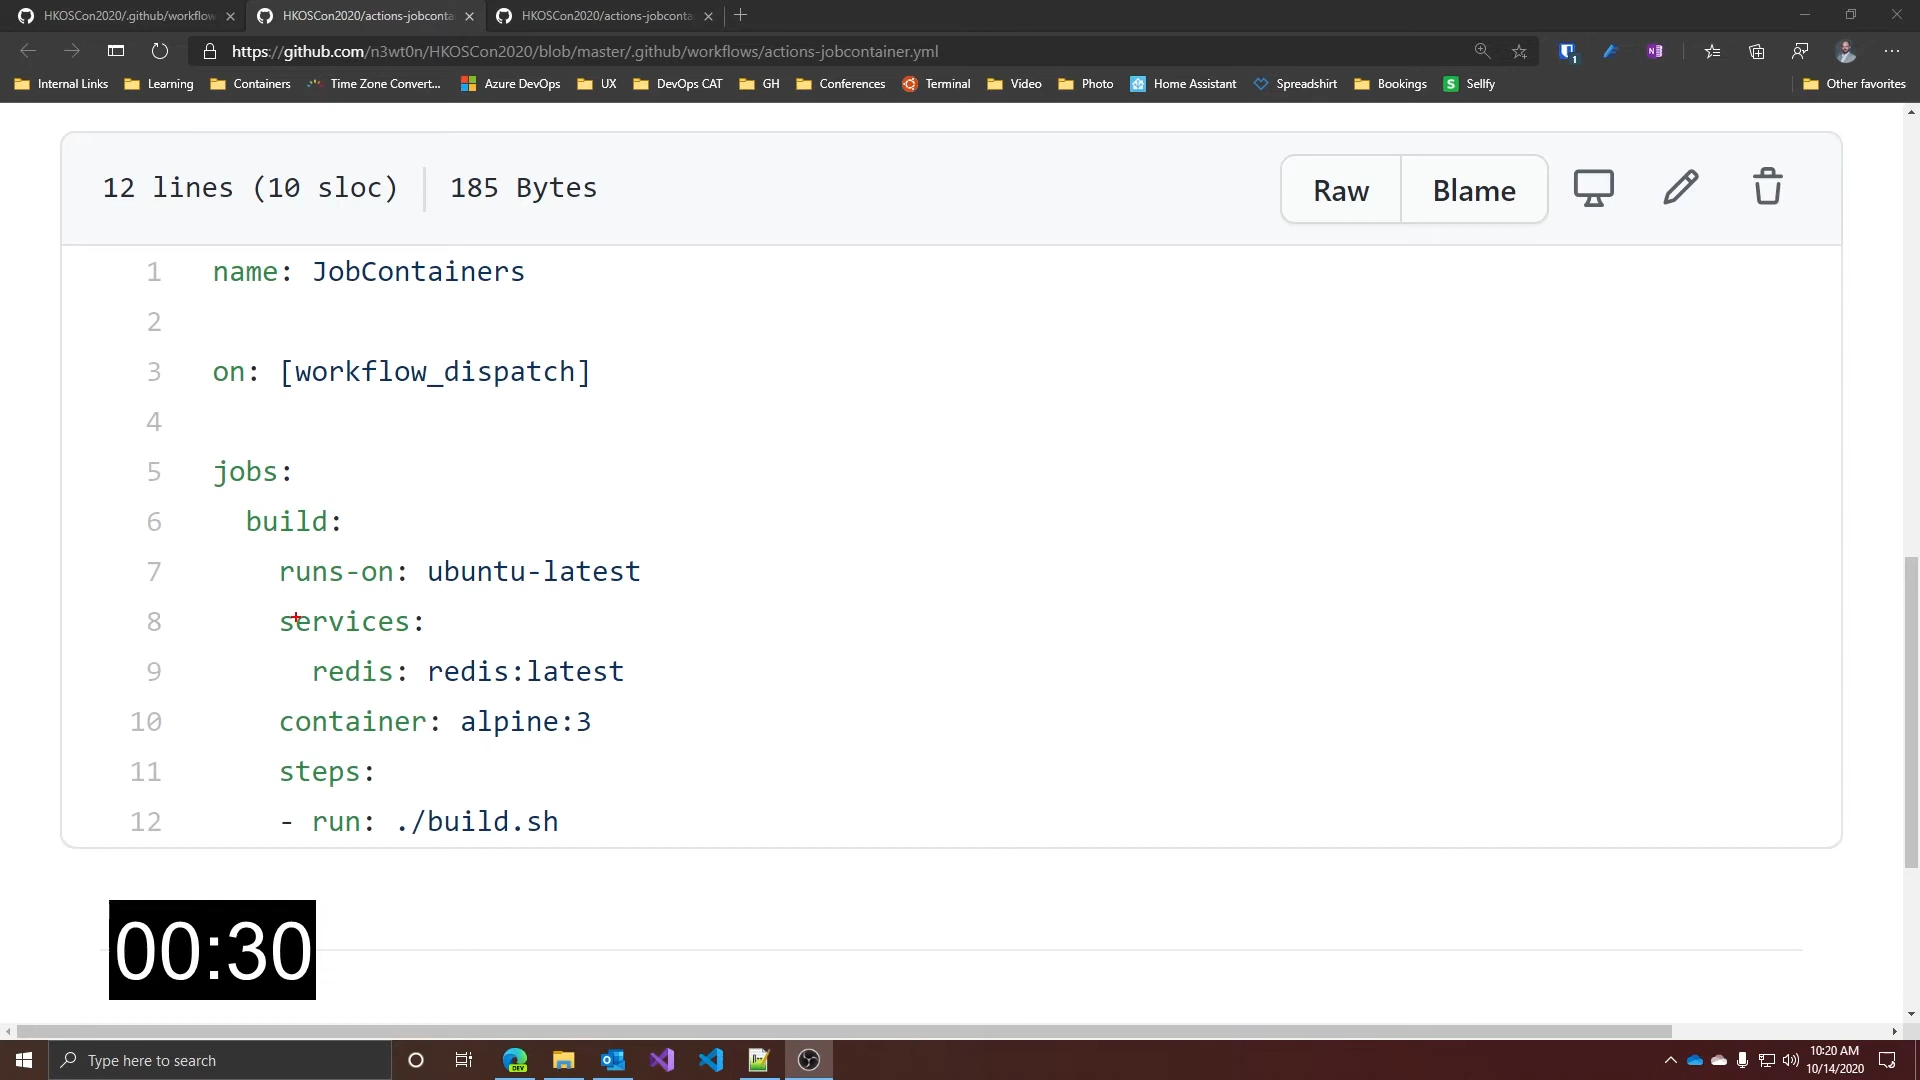 HKOSCon2020/.github/workflow
HKOSCon2020/actions-jobconta
HKOSCon2020/actions-jobconta
https://github.com/n3wt0n/HKOSCon2020/blob/master/.github/workflows/actions-jobcontainer.yml
1
N
Internal Links
Learning
Containers
Time Zone Convert...
Azure DevOps
UX
DevOps CAT
GH
Conferences
Terminal
Video
Photo
Home Assistant
Spreadshirt
Bookings
S
Sellfy
Other favorites
12 lines (10 sloc)
185 Bytes
Raw
Blame
1 name: JobContainers
2
3 on: [workflow_dispatch]
4
5 jobs:
6 build:
7 runs-on: ubuntu-latest
8 services:
9 redis: redis:latest
10 container: alpine:3
11 steps:
12 - run: ./build.sh
00:30
Type here to search
DEV
10:20 AM
10/14/2020